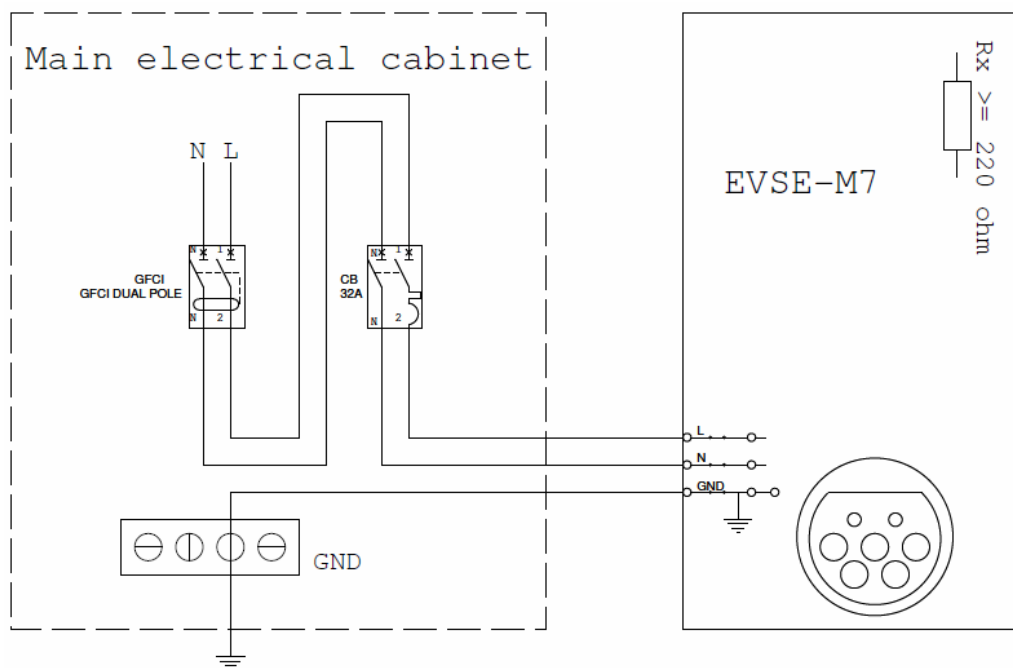 Main electrical cabinet
N L
N 1
GFCI
GFCI DUAL POLE
N 2
N 1
CB
32A
N 2
EVSE-M7
Rx >= 220 ohm
L
N
GND
GND